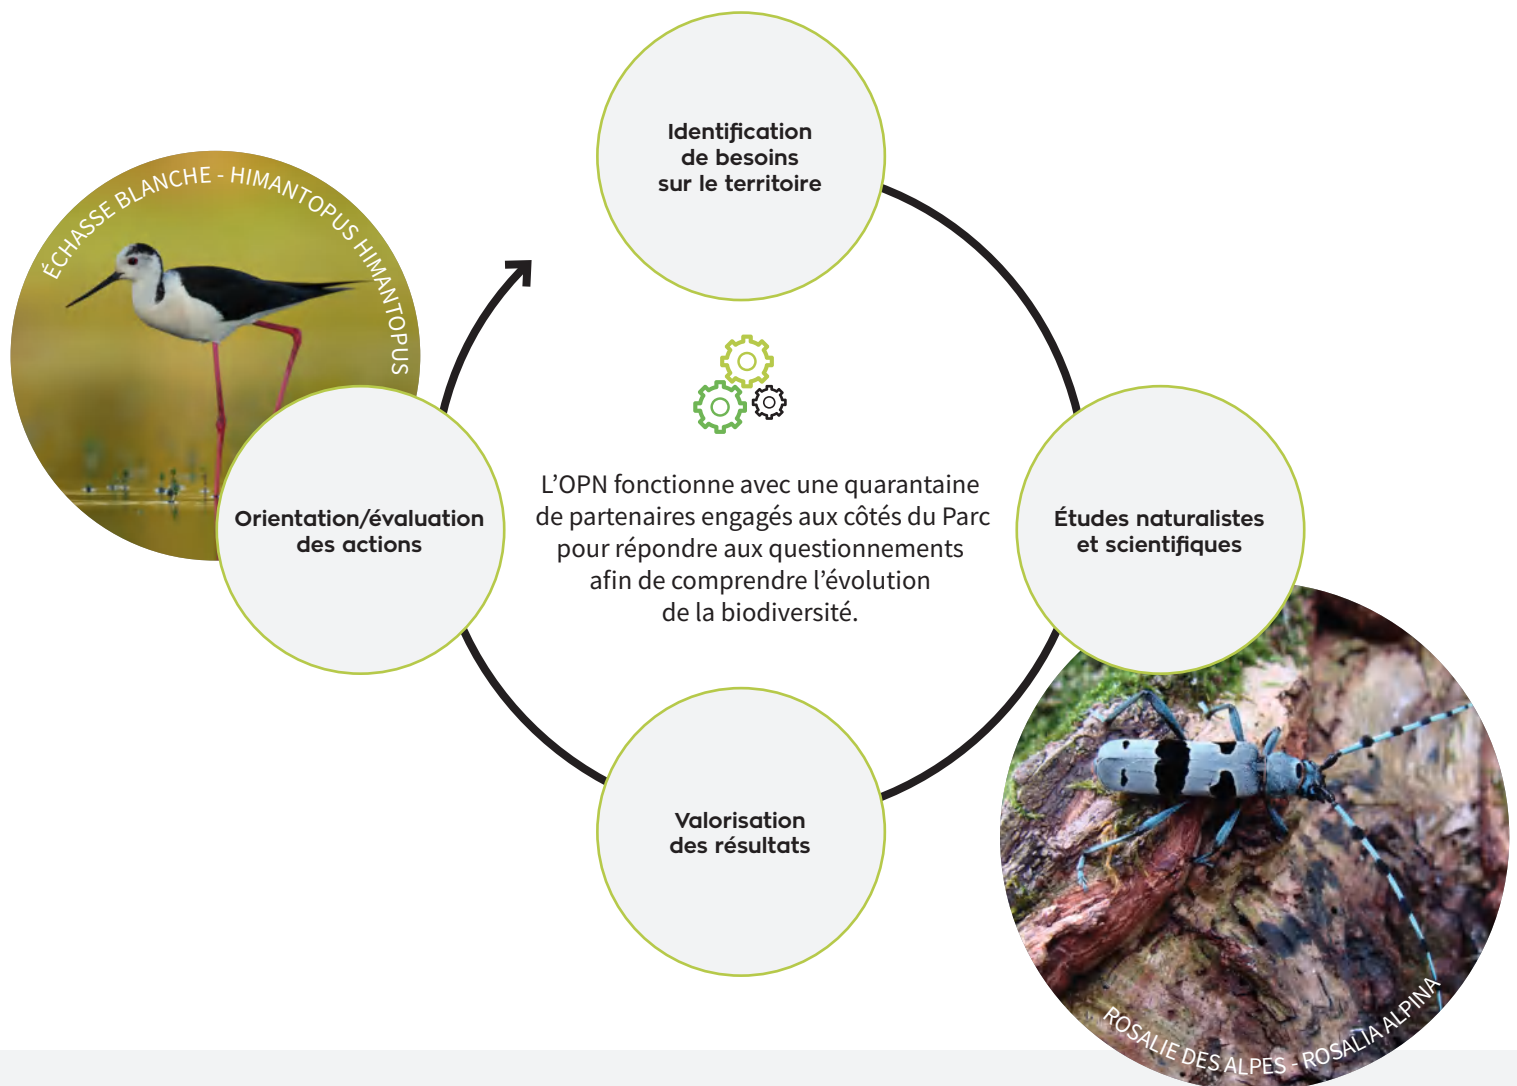 Identification
de besoins
sur le territoire
ÉCHASSE BLANCHE - HIMANTOPUS HIMANTOPUS
L’OPN fonctionne avec une quarantaine
de partenaires engagés aux côtés du Parc
pour répondre aux questionnements
afin de comprendre l’évolution
de la biodiversité.
Orientation/évaluation
des actions
Études naturalistes
et scientifiques
Valorisation
des résultats
ROSALIE DES ALPES - ROSALIA ALPINA